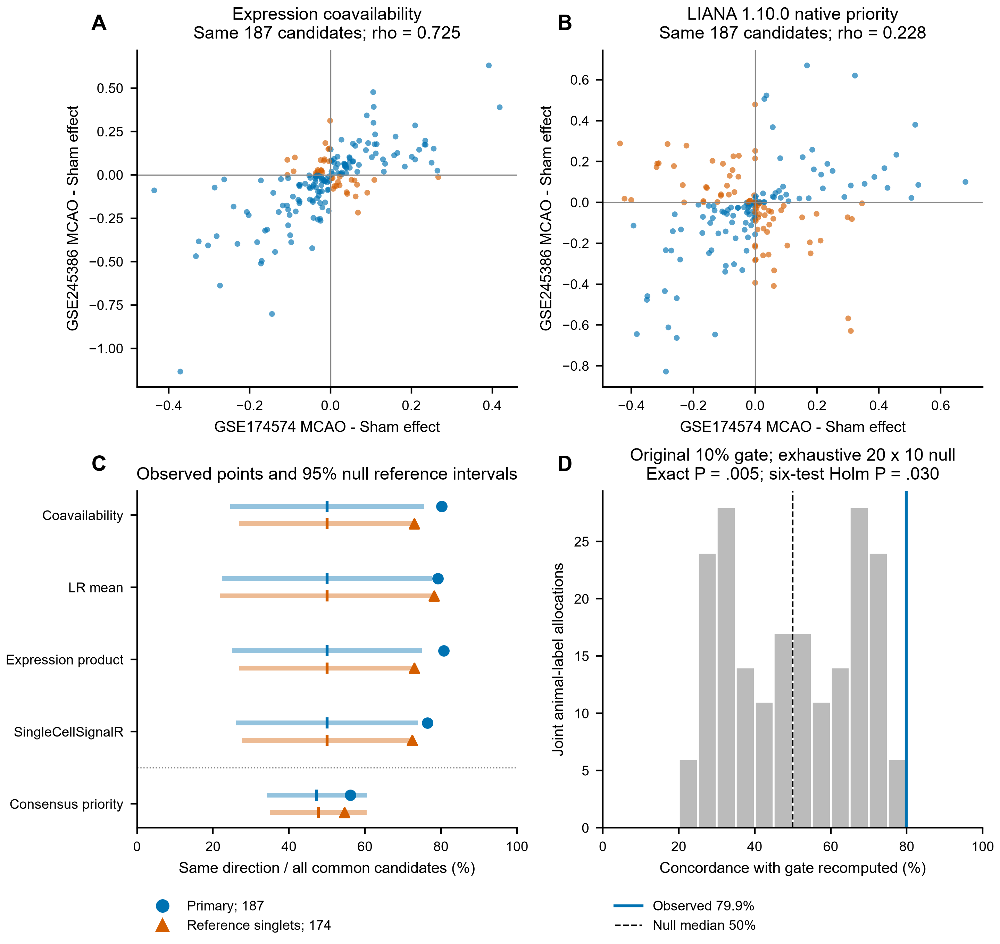 A
Expression coavailability
Same 187 candidates; rho = 0.725
GSE245386 MCAO - Sham effect
0.50
0.25
0.00
−0.25
−0.50
−0.75
−1.00
−0.4
−0.2
0.0
0.2
0.4
GSE174574 MCAO - Sham effect
B
LIANA 1.10.0 native priority
Same 187 candidates; rho = 0.228
GSE245386 MCAO - Sham effect
0.6
0.4
0.2
0.0
−0.2
−0.4
−0.6
−0.8
−0.4
−0.2
0.0
0.2
0.4
0.6
GSE174574 MCAO - Sham effect
C
Observed points and 95% null reference intervals
Coavailability
LR mean
Expression product
SingleCellSignalR
Consensus priority
0
20
40
60
80
100
Same direction / all common candidates (%)
Primary; 187
Reference singlets; 174
D
Original 10% gate; exhaustive 20 x 10 null
Exact P = .005; six-test Holm P = .030
Joint animal-label allocations
25
20
15
10
5
0
0
20
40
60
80
100
Concordance with gate recomputed (%)
Observed 79.9%
Null median 50%